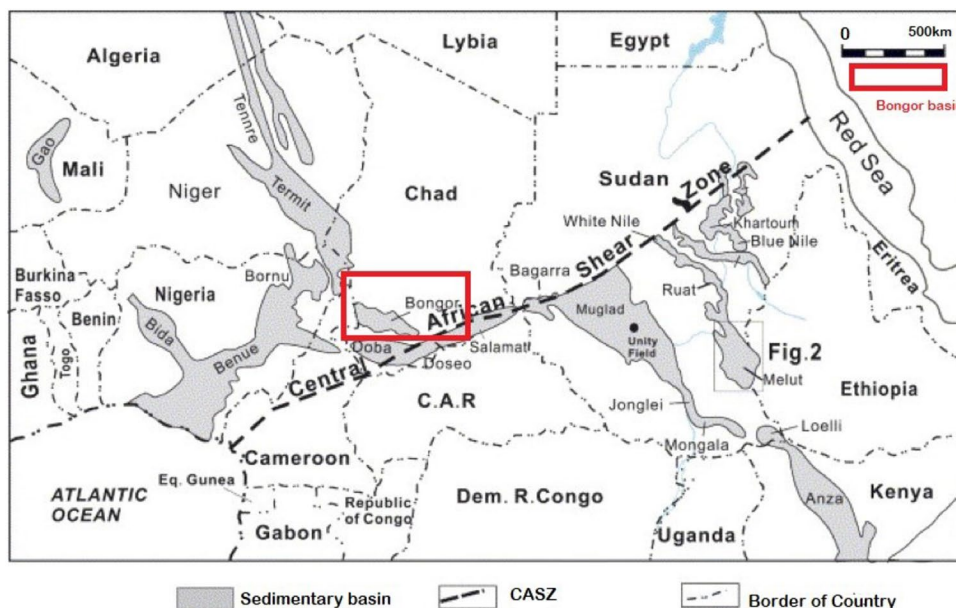 Algeria
Lybia
Egypt
0 500km
Bongor basin
Gao
Mali
Niger
Tennre
Termit
Chad
Sudan
Zone
Red Sea
White Nile
Khartoum
Blue Nile
Shear
Eritrea
Burkina
Fasso
Nigeria
Bornu
Bagarra
Ruat
Benin
Bida
Bongor
African
Muglad
Unity
Field
Fig.2
Ghana
Togo
Benue
Ooba
Salamat
Doseo
Central
Melut
Ethiopia
C.A.R
Jonglei
Loelli
Mongala
Cameroon
Eq. Gunea
ATLANTIC
OCEAN
Republic
of Congo
Dem. R.Congo
Anza
Kenya
Gabon
Uganda
Sedimentary basin
CASZ
Border of Country